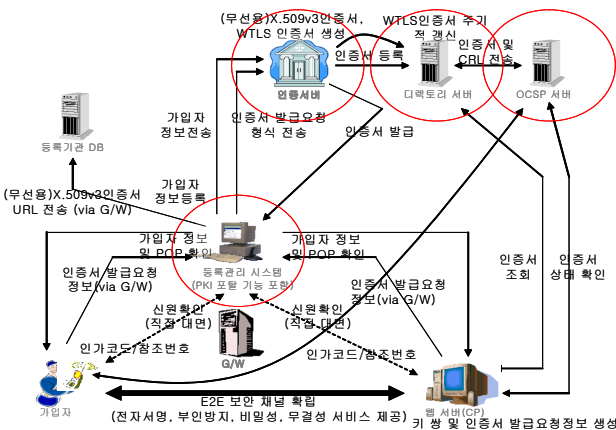 (무선용)X.509v3인증서,
WTLS 인증서 생성
WTLS인증서 주기
적 갱신
인증서 등록
인증서 및
CRL 전송
인증서버
디렉토리 서버
OCSP 서버
가입자
정보전송
인증서 발급요청
형식 전송
인증서 발급
등록기관 DB
가입자
정보등록
(무선용)X.509v3인증서
URL 전송 (via G/W)
가입자 정보
및 POP 확인
가입자 정보
및 POP 확인
등록관리 시스템
(PKI 포탈 기능 포함)
인증서 발급요청
정보(via G/W)
인증서 발급요청
정보(via G/W)
인증서
조회
인증서
상태 확인
신원확인
(직접 대면)
신원확인
(직접 대면)
G/W
인가코드/참조번호
인가코드/참조번호
가입자
E2E 보안 채널 확립
(전자서명, 부인방지, 비밀성, 무결성 서비스 제공)
웹 서버(CP)
키 쌍 및 인증서 발급요청정보 생성